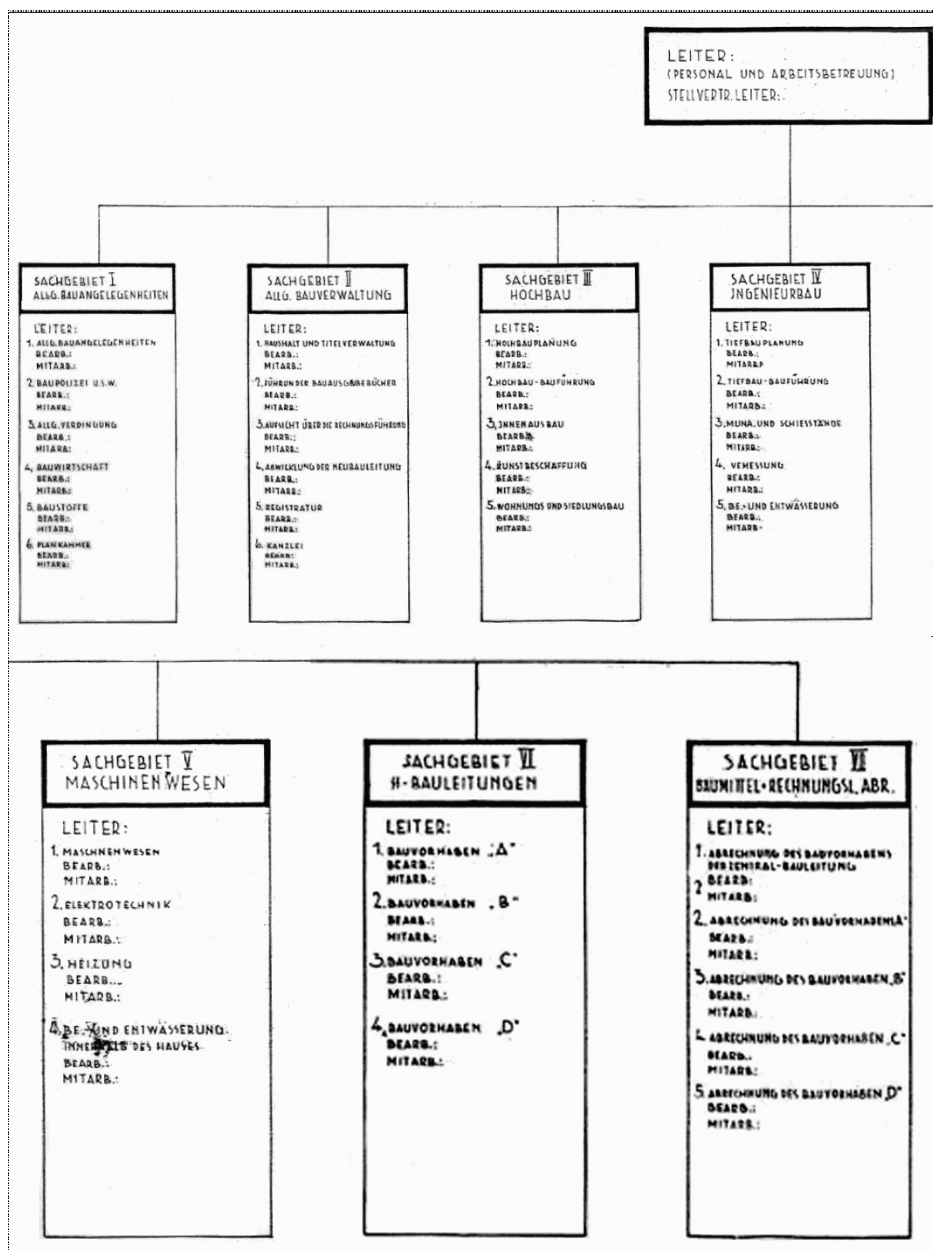 LEITER:
(PERSONAL UND ARBEITSBETREUUNG)
STELLVERTR. LEITER:
SACHGEBIET I
ALLG. BAUANGELEGENHEITEN
LEITER:
1. ALLG. BAUANGELEGENHEITEN
BEARB.:
MITARB.:
2. BAUPOLIZEI U.S.W.
BEARB.:
MITARB:
3. ALLG. VERDINGUNG
BEARB.:
MITARB:
4. BAUWIRTSCHAFT
BEARB.:
MITARB:
5. BAUSTOFFE
BEARB.:
MITARB.:
6. PLANKAMMER
BEARB.:
MITARB:
SACHGEBIET II
ALLG. BAUVERWALTUNG
LEITER:
1. HAUSHALT UND TITELVERWALTUNG
BEARB.:
MITARB.:
2. FÜHRUN DER BAUAUSGABEBÜCHER
BEARB.:
MITARB:
3. AUFSICHT ÜBER DIE RECHNUNGSFÜHRUNG
BEARB.:
MITARB:
4. ABWICKLUNG DER NEUBAULEITUNG
BEARB.:
MITARB.:
5. REGISTRATUR
BEARB.:
MITARB.:
6. KANZLEI
BEARB.:
MITARB.:
SACHGEBIET III
HOCHBAU
LEITER:
1. HOCHBAUPLANUNG
BEARB.:
MITARB.:
2. HOCHBAU-BAUFÜHRUNG
BEARB.:
MITARB.:
3. JNNENAUSBAU
BEARB.:
MITARB.:
4. KUNSTBESCHAFFUNG
BEARB.:
MITARB.:
5. WOHNUNGS UND SIEDLUNGSBAU
BEARB.:
MITARB.:
SACHGEBIET IV
JNGENIEURBAU
LEITER:
1. TIEFBAUPLANUNG
BEARB.:
MITARB
2. TIEFBAU-BAUFÜHRUNG
BEARB.:
MITARB.:
3. MUNA. UND SCHIESSTÄNDE
BEARB.:
MITARB.:
4. VEMESSUNG
BEARB.:
MITARB.:
5. BE- UND ENTWÄSSERUNG
BEARB.:
MITARB-
SACHGEBIET V
MASCHINENWESEN
LEITER:
1. MASCHNENWESEN
BEARB.:
MITARB.:
2. ELEKTROTECHNIK
BEARB.:
MITARB.:
3. HEIZUNG
BEARB...
MITARB.:
4. BE- UND ENTWÄSSERUNG
INNERHALB DES HAUSES
BEARB.:
MITARB.:
SACHGEBIET VI
SS-BAULEITUNGEN
LEITER:
1. BAUVORHABEN „A"
BEARB.:
MITARB.:
2. BAUVORHABEN „B"
BEARB.:
MITARB.:
3. BAUVORHABEN „C"
BEARB.:
MITARB.:
4. BAUVORHABEN „D"
BEARB.:
MITARB.:
SACHGEBIET VII
BAUMITTEL+RECHNUNGSL. ABR.
LEITER:
1. ABRECHNUNG DES BAUVORHABENS
DER ZENTRAL-BAULEITUNG
BEARB:
MITARB:
2. ABRECHNUNG DES BAUVORHABEN „A"
BEARB.:
MITARB.:
3. ABRECHNUNG DES BAUVORHABEN „B"
BEARB.:
MITARB.:
4. ABRECHNUNG DES BAUVORHABEN „C"
BEARB.:
MITARB.:
5. ABRECHNUNG DES BAUVORHABEN „D"
BEARB.:
MITARB.: